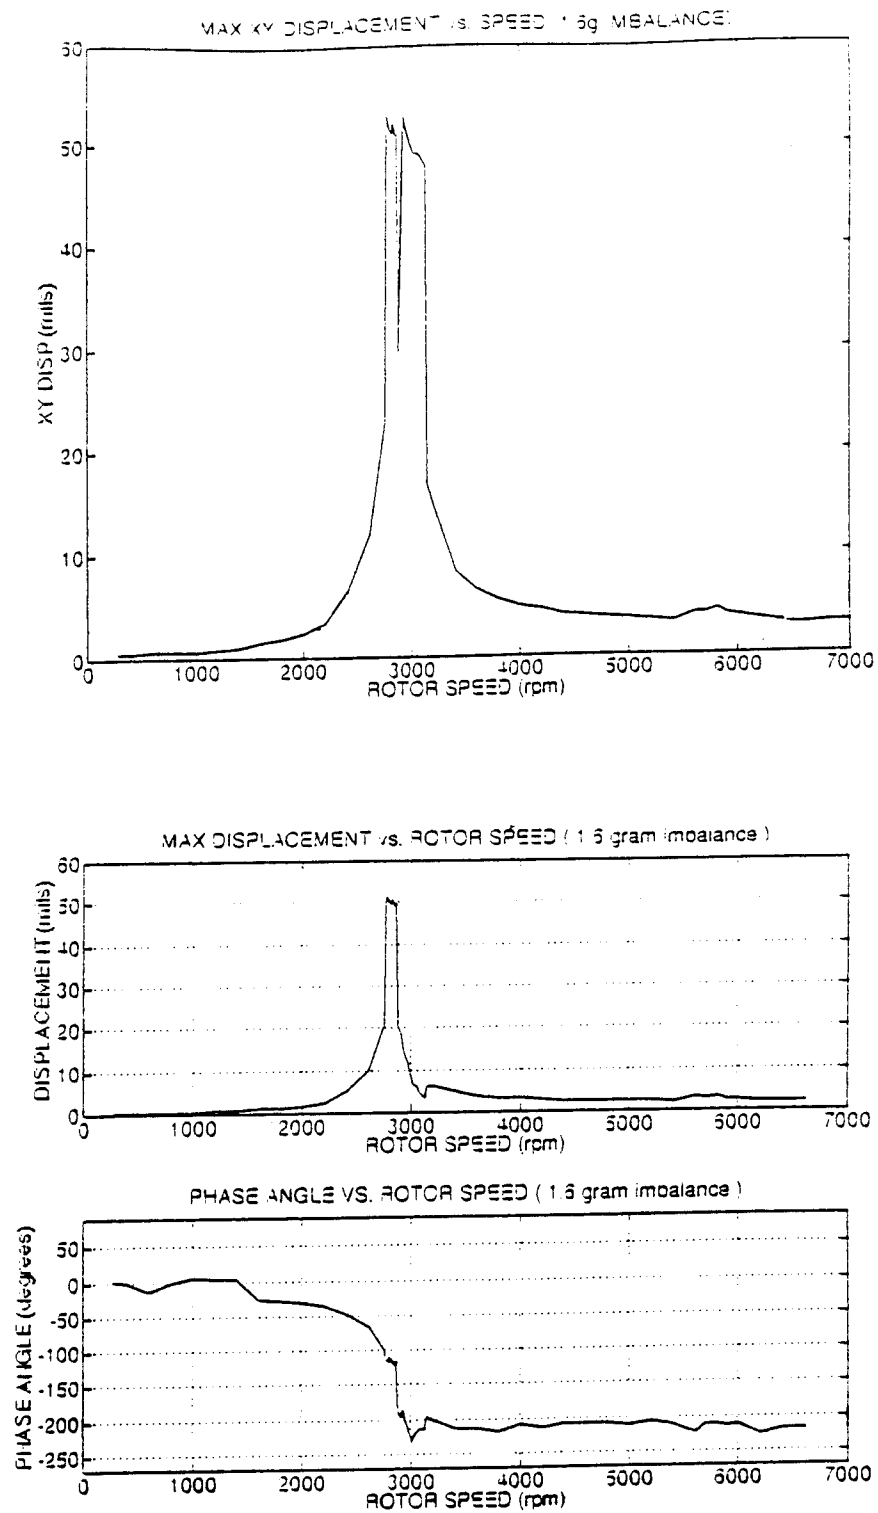 MAX XY DISPLACEMENT vs. SPEED 1.6g IMBALANCE)
60
50
40
30
20
10
0
XY DISP (mils)
0 1000 2000 3000 4000 5000 6000 7000
ROTOR SPEED (rpm)
MAX DISPLACEMENT vs. ROTOR SPEED ( 1.6 gram imbalance )
60
50
40
30
20
10
0
DISPLACEMENT (mils)
0 1000 2000 3000 4000 5000 6000 7000
ROTOR SPEED (rpm)
PHASE ANGLE VS. ROTOR SPEED ( 1.6 gram imbalance )
50
0
-50
-100
-150
-200
-250
PHASE ANGLE (degrees)
0 1000 2000 3000 4000 5000 6000 7000
ROTOR SPEED (rpm)